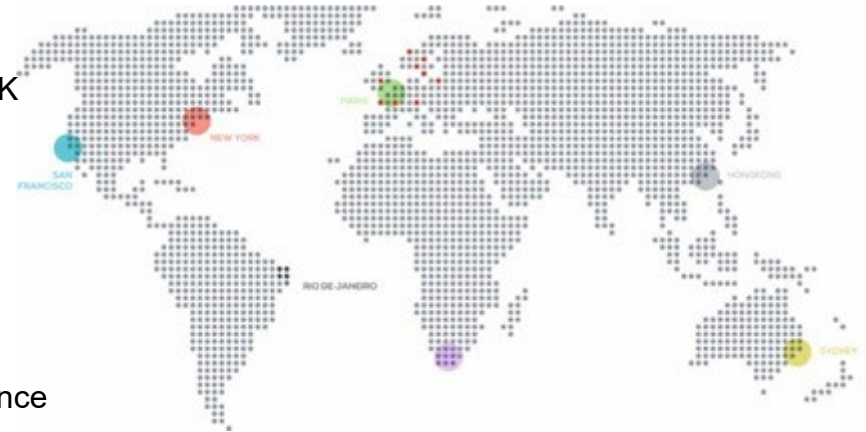 K
PARIS
NEW YORK
SAN
FRANCISCO
HONGKONG
RIO DE JANEIRO
SYDNEY
nce